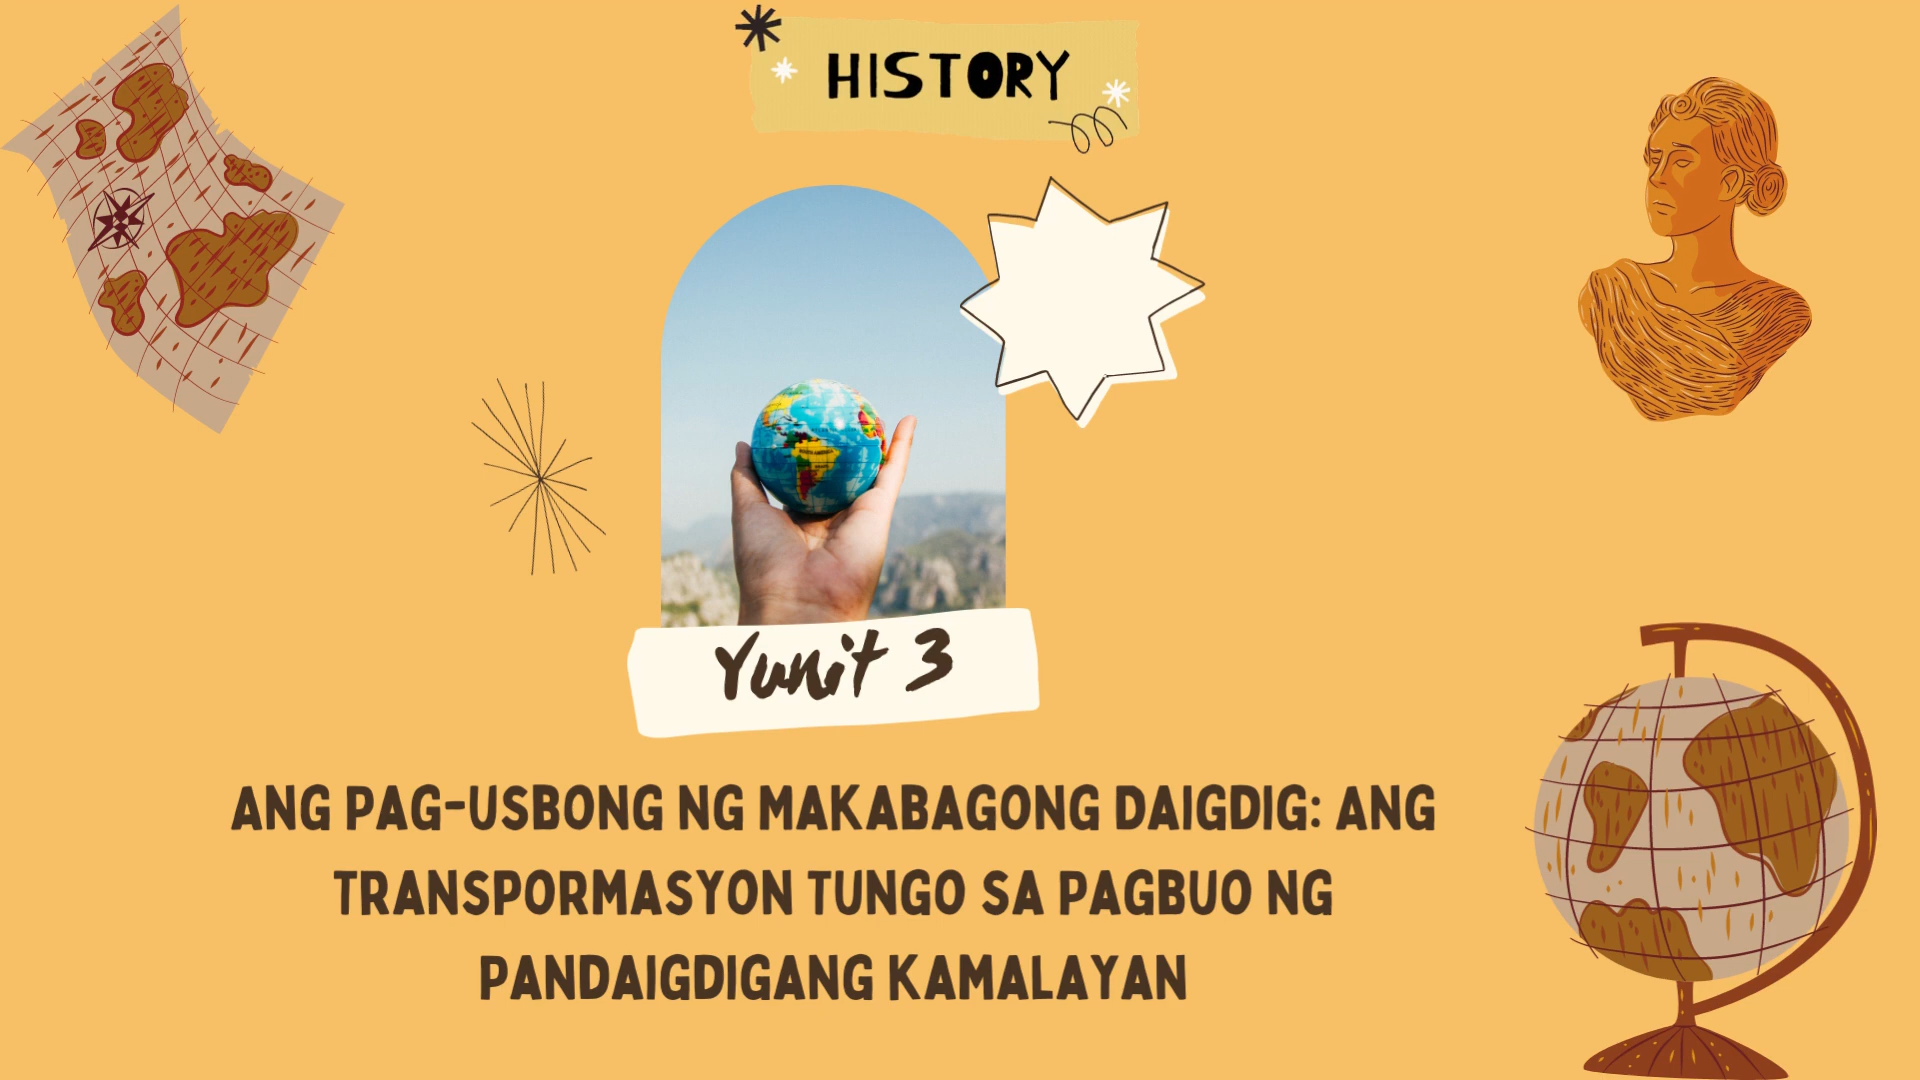 HISTORY
Yunit 3
ANG PAG-USBONG NG MAKABAGONG DAIGDIG: ANG
TRANSPORMASYON TUNGO SA PAGBUO NG
PANDAIGDIGANG KAMALAYAN